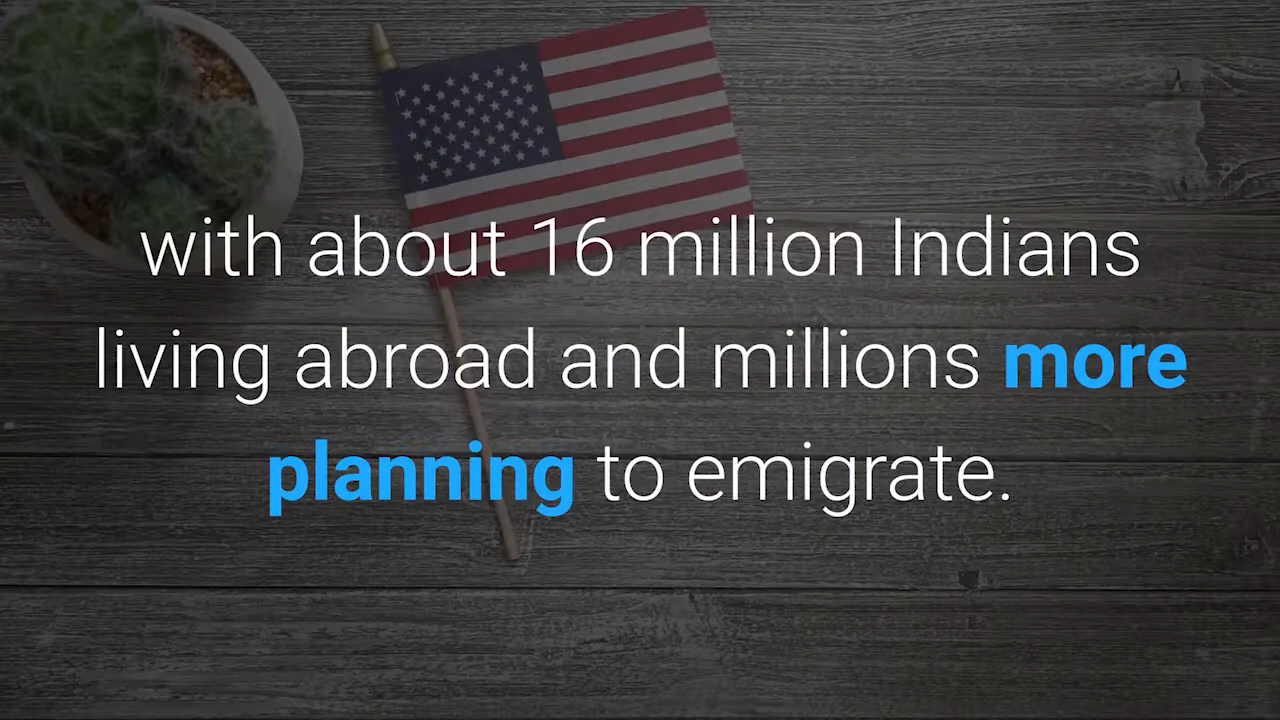 with about 16 million Indians
living abroad and millions more
planning to emigrate.